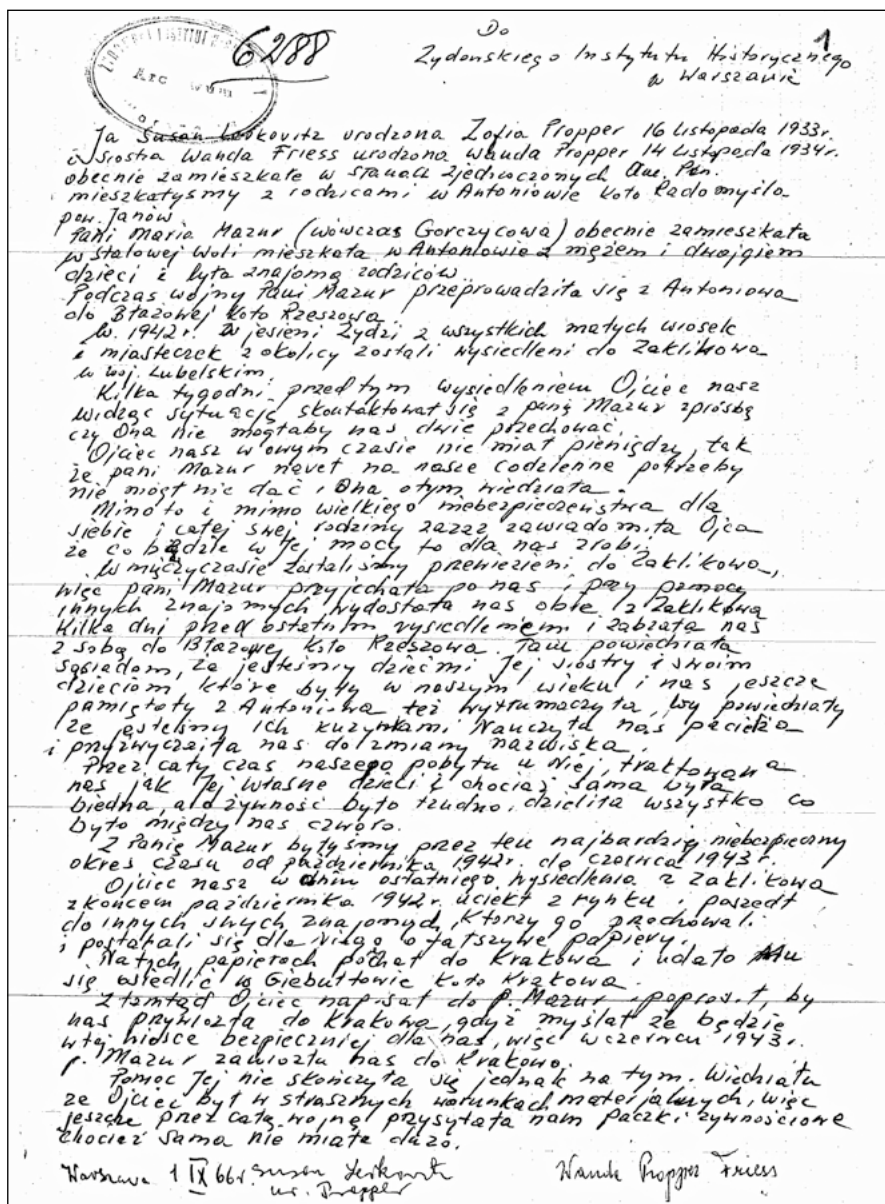 6288
1
Do
Żydowskiego Instytutu Historycznego
w Warszawie
Ja Susan Lefkovitz urodzona Zofia Propper 16 Listopada 1933r.
i siostra Wanda Friess urodzona Wanda Propper 14 Listopada 1934r.
obecnie zamieszkałe w Stanach Zjednoczonych Am. Pon.
mieszkałyśmy z rodzicami w Antoniowie koło Radomyśla
pow. Janów
Pani Maria Mazur (wówczas Gorczycowa) obecnie zamieszkała
w Stalowej Woli mieszkała w Antoniowie z mężem i dwojgiem
dzieci i była znajomą rodziców.
Podczas wojny Pani Mazur przeprowadziła się z Antoniowa
do Błażowej koło Rzeszowa
W. 1942r. w jesieni Żydzi z wszystkich małych wiosek
i miasteczek z okolicy zostali wysiedleni do Zaklikowa
w woj. Lubelskim.
Kilka tygodni przed tym wysiedleniem Ojciec nasz
widząc sytuację skontaktował się z panią Mazur z prośbą
czy Ona nie mogłaby nas dwie przechować.
Ojciec nasz w owym czasie nie miał pieniędzy, tak
że pani Mazur nawet na nasze codzienne potrzeby
nie mógł nic dać i Ona o tym wiedziała.
Mimo to i mimo wielkiego niebezpieczeństwa dla
siebie i całej swej rodziny zaraz zawiadomiła Ojca
że co będzie w jej mocy to dla nas zrobi.
W międzyczasie zostaliśmy przewiezieni do Zaklikowa,
więc pani Mazur przyjechała po nas i przy pomocy
innych znajomych wydostała nas obie z Zaklikowa
Kilka dni przed ostatnim wysiedleniem i zabrała nas
z sobą do Błażowej koło Rzeszowa. Tam powiedziała
sąsiadom, że jesteśmy dziećmi Jej siostry i swoim
dzieciom które były w naszym wieku i nas jeszcze
pamiętały z Antoniowa też wytłumaczyła, by powiedziały
że jesteśmy ich kuzynkami. Nauczyła nas pacierza
i przyzwyczaiła nas do zmiany nazwiska.
Przez cały czas naszego pobytu u Niej, traktowana
nas jak Jej własne dzieci i chociaż sama była
biedna, a o żywność było trudno, dzieliła wszystko co
było między nas czworo.
Z Panią Mazur byłyśmy przez ten najbardziej niebezpieczny
okres czasu od października 1942r. do czerwca 1943r.
Ojciec nasz w dniu ostatniego wysiedlenia z Zaklikowa
z końcem października 1942r. uciekł z rynku i poszedł
do innych swych znajomych, którzy go przechowali
i postarali się dla niego o fałszywe papiery.
Na tych papierach pojechał do Krakowa i udało Mu
się osiedlić w Giebułtowie koło Krakowa.
Z tamtąd Ojciec napisał do P. Mazur i poprosił, by
nas przywiozła do Krakowa, gdyż myślał że będzie
w tej miejsce bezpieczniej dla nas, więc w czerwcu 1943r.
p. Mazur zawiozła nas do Krakowa.
Pomoc Jej nie skończyła się jednak na tym. Wiedziała
że Ojciec był w strasznych warunkach materjalnych, więc
jeszcze przez całą wojnę przysyłała nam paczki żywnościowe
chocież sama nie miała dużo.
Warszawa 1 IX 66r. Susan Lefkovitz
ur. Propper
Wanda Propper Friess